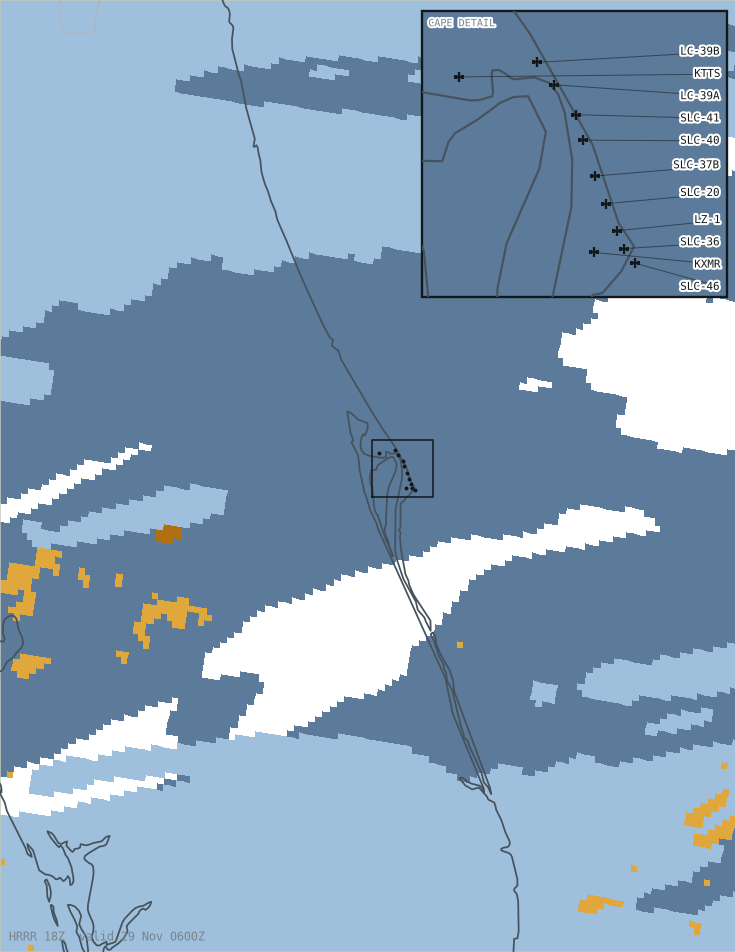 CAPE DETAIL
LC-39B
KTTS
LC-39A
SLC-41
SLC-40
SLC-37B
SLC-20
LZ-1
SLC-36
KXMR
SLC-46
HRRR 18Z  valid 29 Nov 0600Z